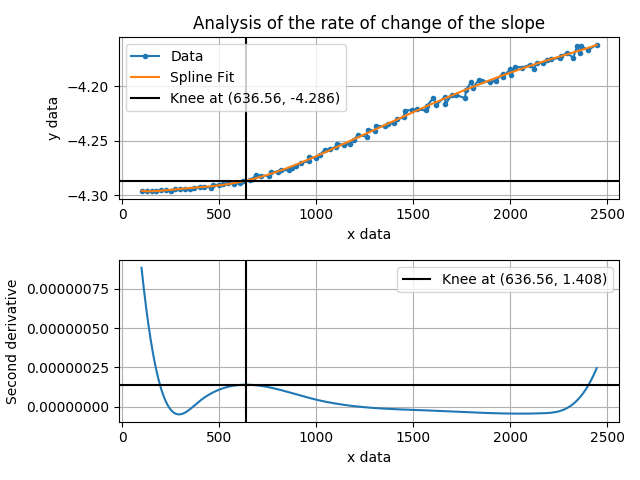 Analysis of the rate of change of the slope
Data
Spline Fit
Knee at (636.56, -4.286)
y data
−4.20
−4.25
−4.30
0
500
1000
1500
2000
2500
x data
Knee at (636.56, 1.408)
Second derivative
0.00000075
0.00000050
0.00000025
0.00000000
0
500
1000
1500
2000
2500
x data